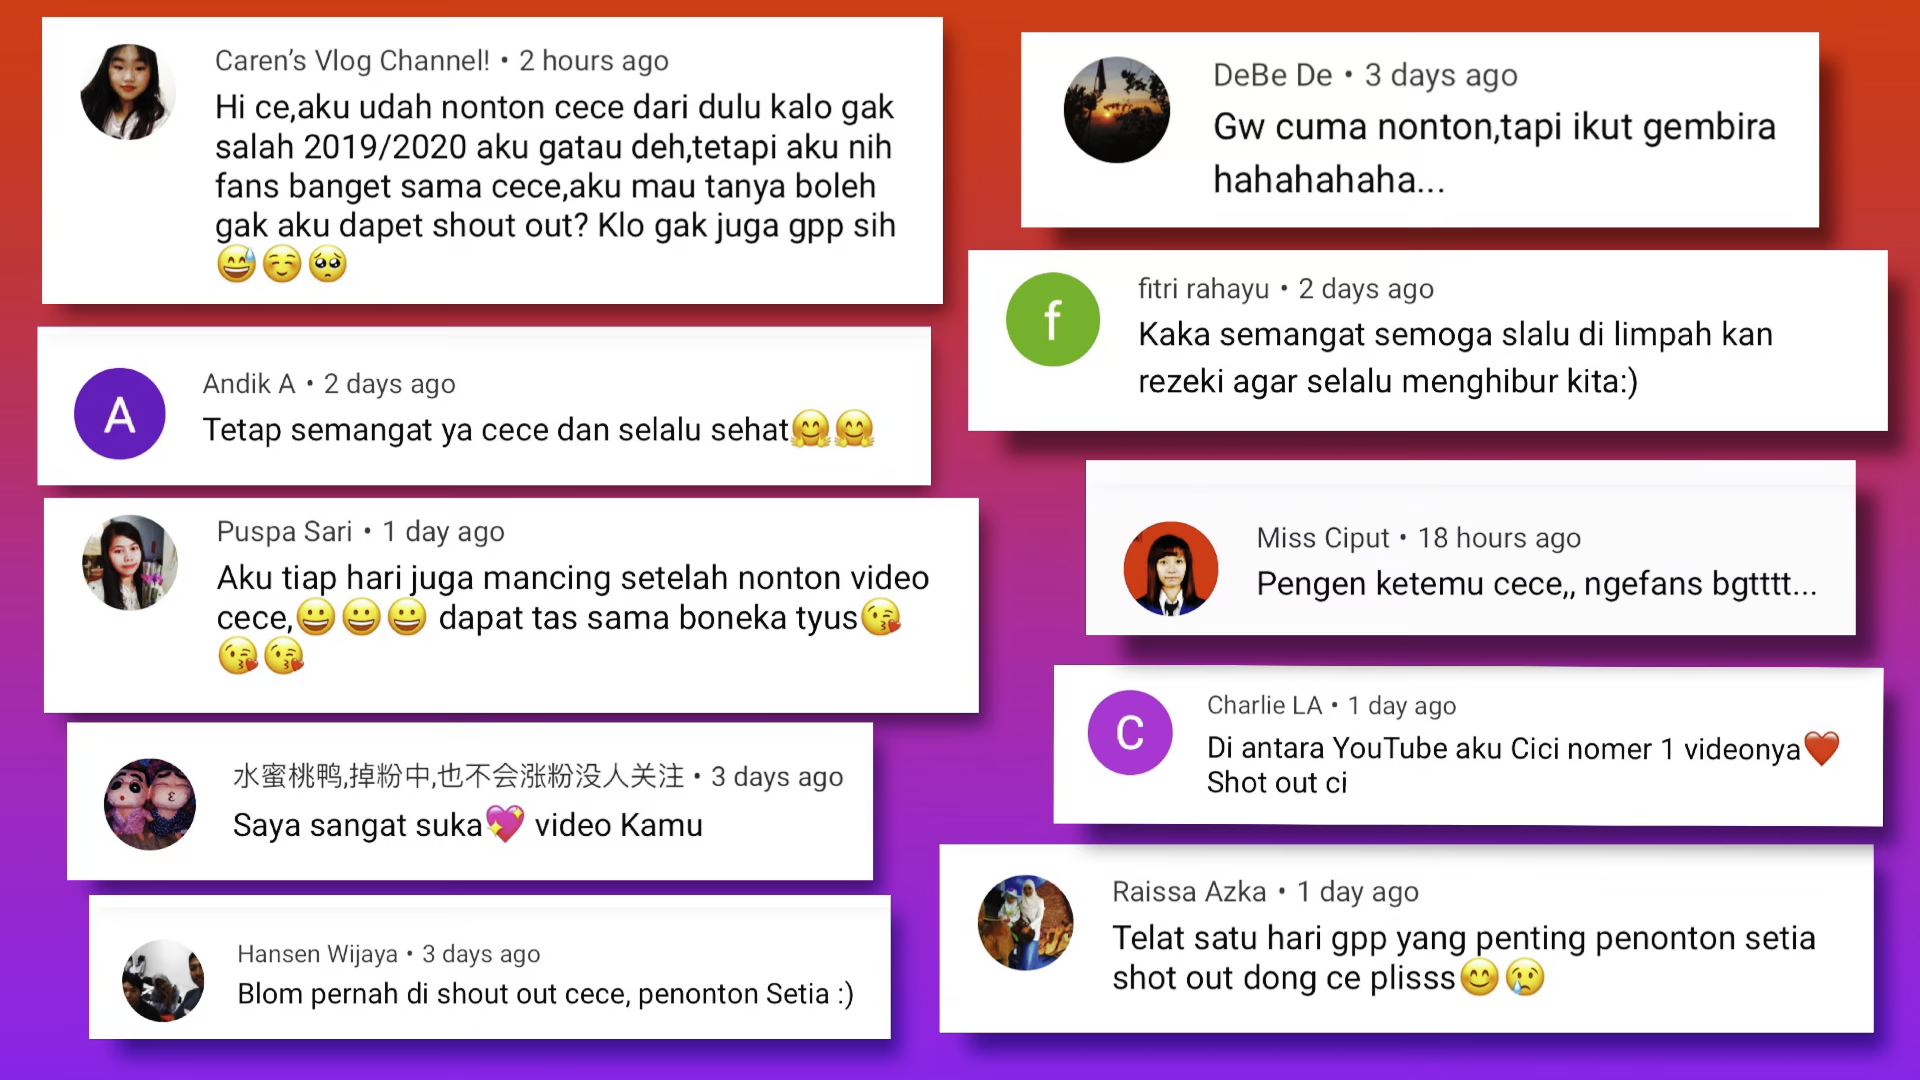 Caren’s Vlog Channel! • 2 hours ago
Hi ce,aku udah nonton cece dari dulu kalo gak
salah 2019/2020 aku gatau deh,tetapi aku nih
fans banget sama cece,aku mau tanya boleh
gak aku dapet shout out? Klo gak juga gpp sih
😅☺️🥺
A
Andik A • 2 days ago
Tetap semangat ya cece dan selalu sehat🤗🤗
Puspa Sari • 1 day ago
Aku tiap hari juga mancing setelah nonton video
cece,😀😀😀 dapat tas sama boneka tyus😘
😘😘
水蜜桃鸭,掉粉中,也不会涨粉没人关注 • 3 days ago
Saya sangat suka💖 video Kamu
Hansen Wijaya • 3 days ago
Blom pernah di shout out cece, penonton Setia :)
DeBe De • 3 days ago
Gw cuma nonton,tapi ikut gembira
hahahahaha...
f
fitri rahayu • 2 days ago
Kaka semangat semoga slalu di limpah kan
rezeki agar selalu menghibur kita:)
Miss Ciput • 18 hours ago
Pengen ketemu cece,, ngefans bgtttt...
C
Charlie LA • 1 day ago
Di antara YouTube aku Cici nomer 1 videonya❤️
Shot out ci
Raissa Azka • 1 day ago
Telat satu hari gpp yang penting penonton setia
shot out dong ce plisss😊😢